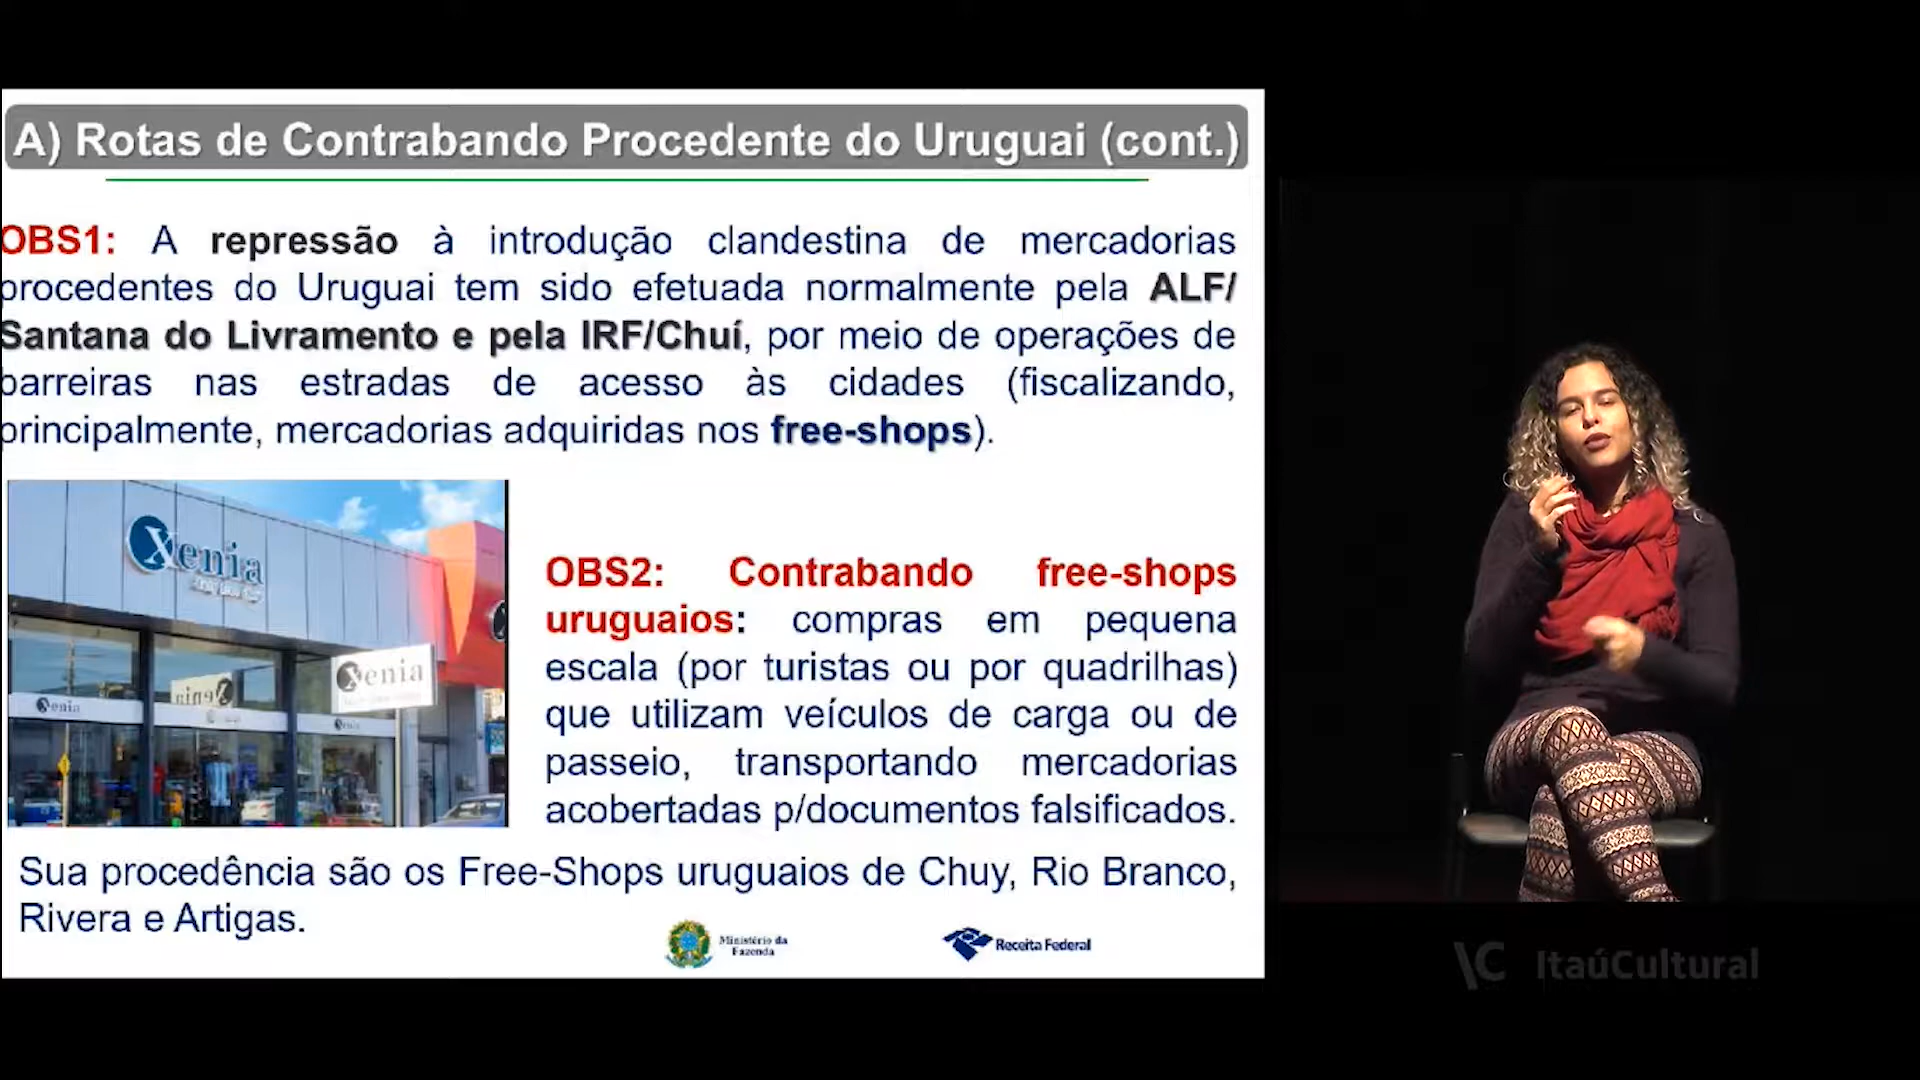 A) Rotas de Contrabando Procedente do Uruguai (cont.)
OBS1: A repressão à introdução clandestina de mercadorias
procedentes do Uruguai tem sido efetuada normalmente pela ALF/
Santana do Livramento e pela IRF/Chuí, por meio de operações de
barreiras nas estradas de acesso às cidades (fiscalizando,
principalmente, mercadorias adquiridas nos free-shops).
Xenia
Xenia
Xenia
Xenia
OBS2: Contrabando free-shops
uruguaios: compras em pequena
escala (por turistas ou por quadrilhas)
que utilizam veículos de carga ou de
passeio, transportando mercadorias
acobertadas p/documentos falsificados.
Sua procedência são os Free-Shops uruguaios de Chuy, Rio Branco,
Rivera e Artigas.
Ministério da
Fazenda
Receita Federal
ItaúCultural